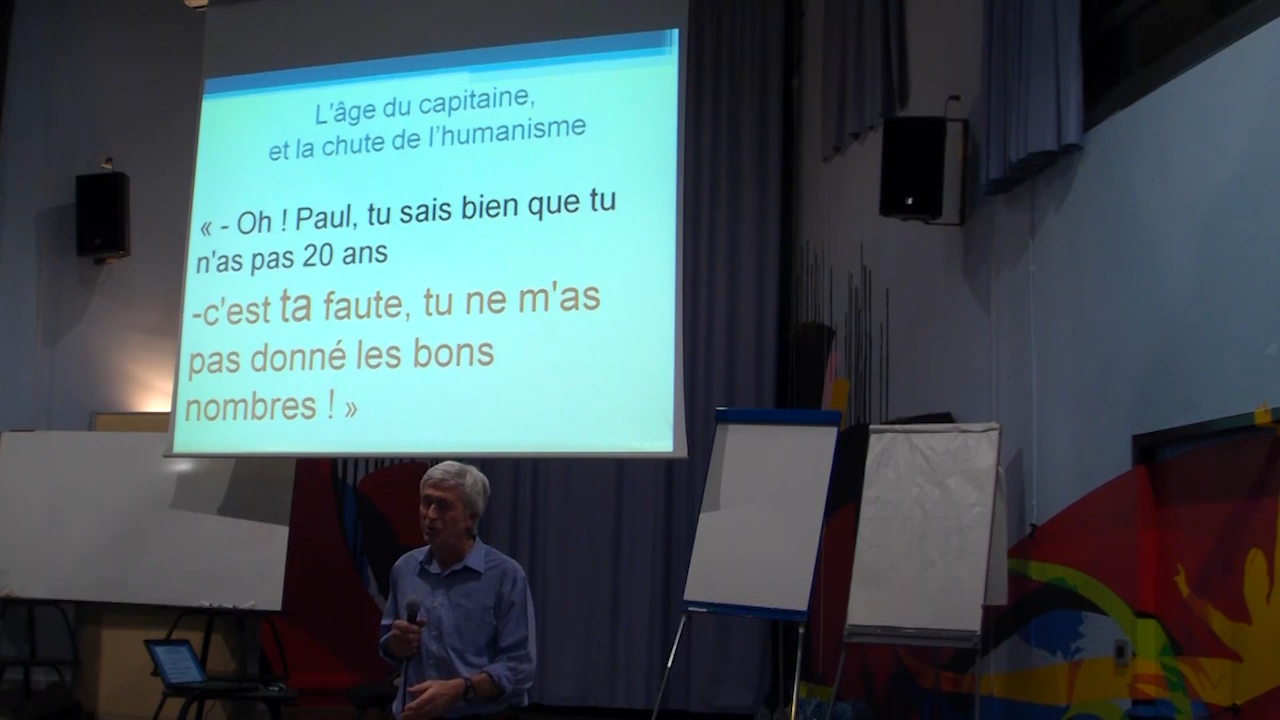 L'âge du capitaine,
et la chute de l’humanisme
« - Oh ! Paul, tu sais bien que tu
n'as pas 20 ans
-c'est ta faute, tu ne m'as
pas donné les bons
nombres ! »